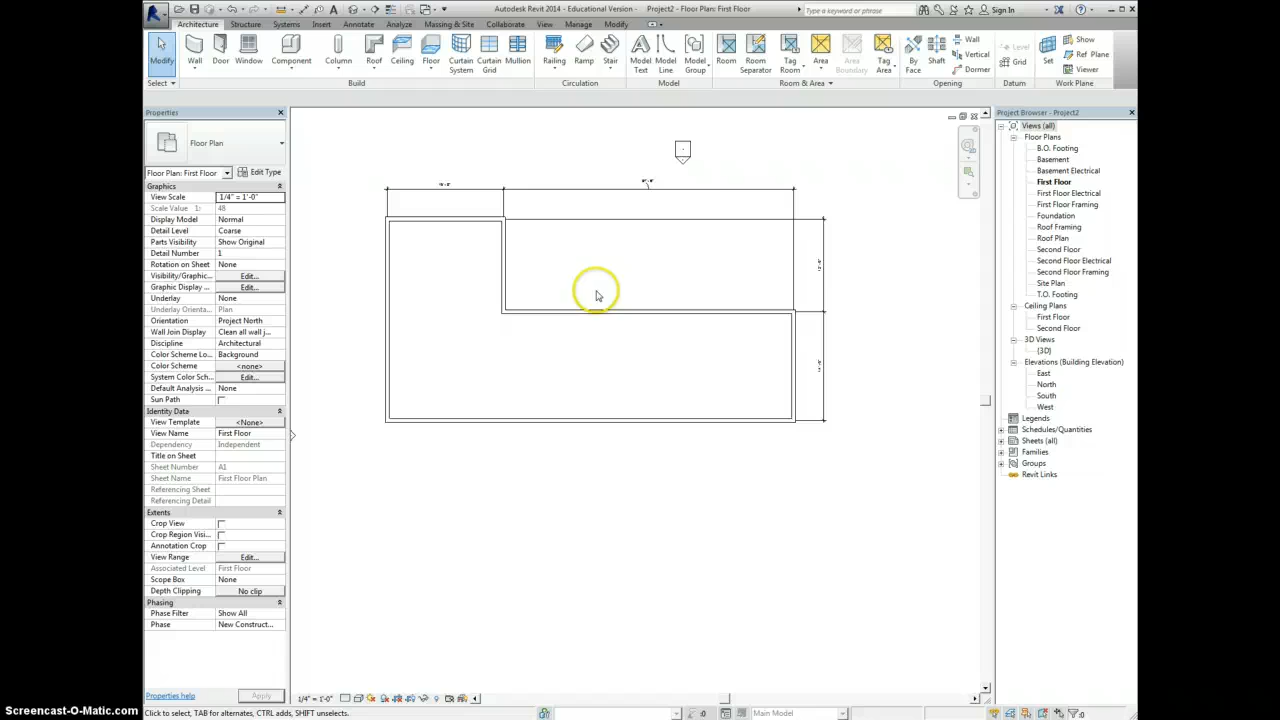 Autodesk Revit 2014 - Educational Version - Project2 - Floor Plan: First Floor
Type a keyword or phrase
Sign In
Architecture Structure Systems Insert Annotate Analyze Massing & Site Collaborate View Manage Modify
Modify Wall Door Window Component Column Roof Ceiling Floor Curtain System Curtain Grid Mullion Railing Ramp Stair Model Text Model Line Model Group Room Room Separator Tag Room Area Area Boundary Tag Area By Face Shaft Wall Vertical Dormer Level Grid Set Show Ref Plane Viewer
Select Build Circulation Model Room & Area Opening Datum Work Plane
Properties
Floor Plan
Floor Plan: First Floor Edit Type
Graphics
View Scale 1/4" = 1'-0"
Scale Value 1: 48
Display Model Normal
Detail Level Coarse
Parts Visibility Show Original
Detail Number 1
Rotation on Sheet None
Visibility/Graphic... Edit...
Graphic Display ... Edit...
Underlay None
Underlay Orienta... Plan
Orientation Project North
Wall Join Display Clean all wall j...
Discipline Architectural
Color Scheme Lo... Background
Color Scheme <none>
System Color Sch... Edit...
Default Analysis ... None
Sun Path
Identity Data
View Template <None>
View Name First Floor
Dependency Independent
Title on Sheet
Sheet Number A1
Sheet Name First Floor Plan
Referencing Sheet
Referencing Detail
Extents
Crop View
Crop Region Visi...
Annotation Crop
View Range Edit...
Associated Level First Floor
Scope Box None
Depth Clipping No clip
Phasing
Phase Filter Show All
Phase New Construct...
Properties help Apply
Project Browser - Project2
Views (all)
Floor Plans
B.O. Footing
Basement
Basement Electrical
First Floor
First Floor Electrical
First Floor Framing
Foundation
Roof Framing
Roof Plan
Second Floor
Second Floor Electrical
Second Floor Framing
Site Plan
T.O. Footing
Ceiling Plans
First Floor
Second Floor
3D Views
{3D}
Elevations (Building Elevation)
East
North
South
West
Legends
Schedules/Quantities
Sheets (all)
Families
Groups
Revit Links
1/4" = 1'-0"
Click to select, TAB for alternates, CTRL adds, SHIFT unselects.
:0
Main Model
:0
Screencast-O-Matic.com